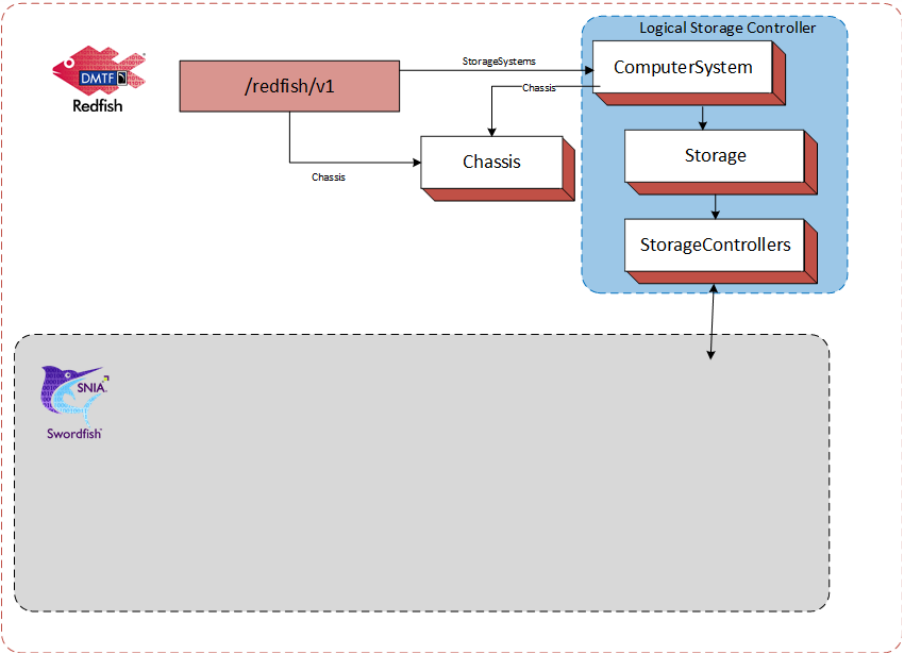 Logical Storage Controller
DMTF
Redfish
/redfish/v1
StorageSystems
ComputerSystem
Chassis
Chassis
Chassis
Storage
StorageControllers
SNIA
Swordfish